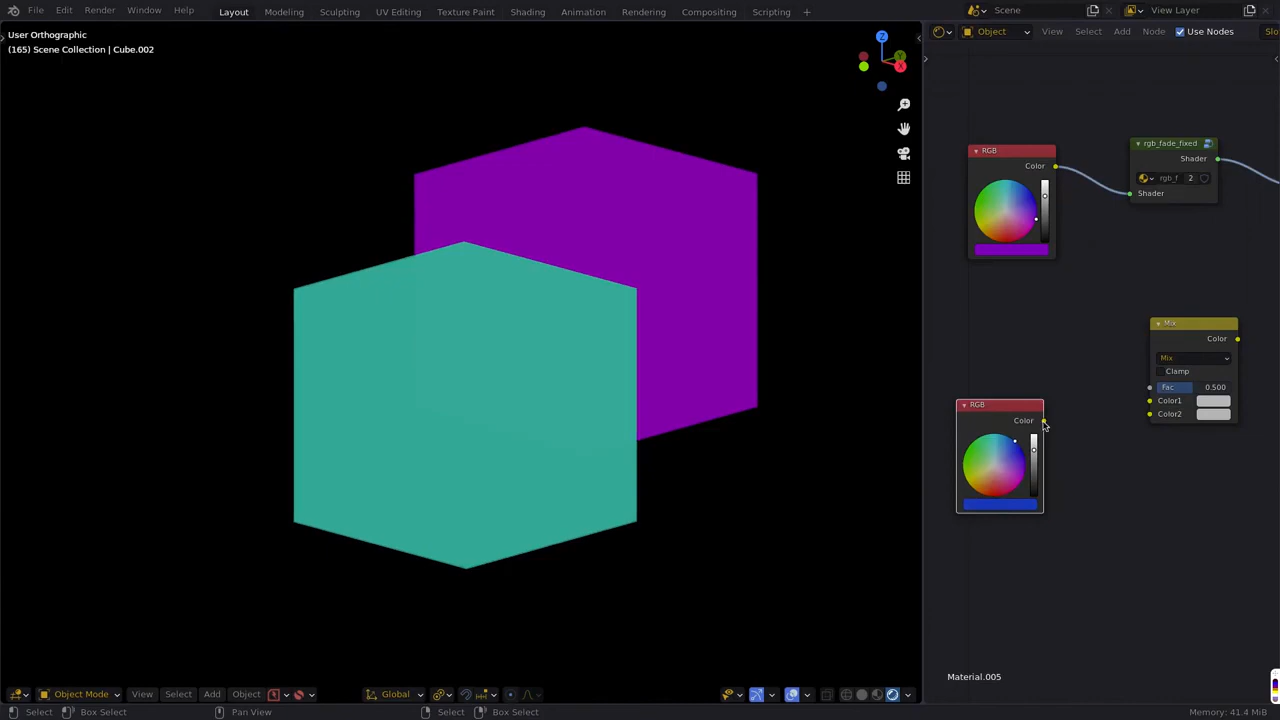 File Edit Render Window Help Layout Modeling Sculpting UV Editing Texture Paint Shading Animation Rendering Compositing Scripting Scene View Layer
User Orthographic
(165) Scene Collection | Cube.002
Z
Y
X
Object View Select Add Node Use Nodes Slo
RGB
Color
rgb_fade_fixed
Shader
rgb_f 2
Shader
Mix
Color
Mix
Clamp
Fac 0.500
Color1
Color2
RGB
Color
Material.005
Object Mode View Select Add Object Global
Select Box Select Pan View Select Box Select Memory: 41.4 MiB